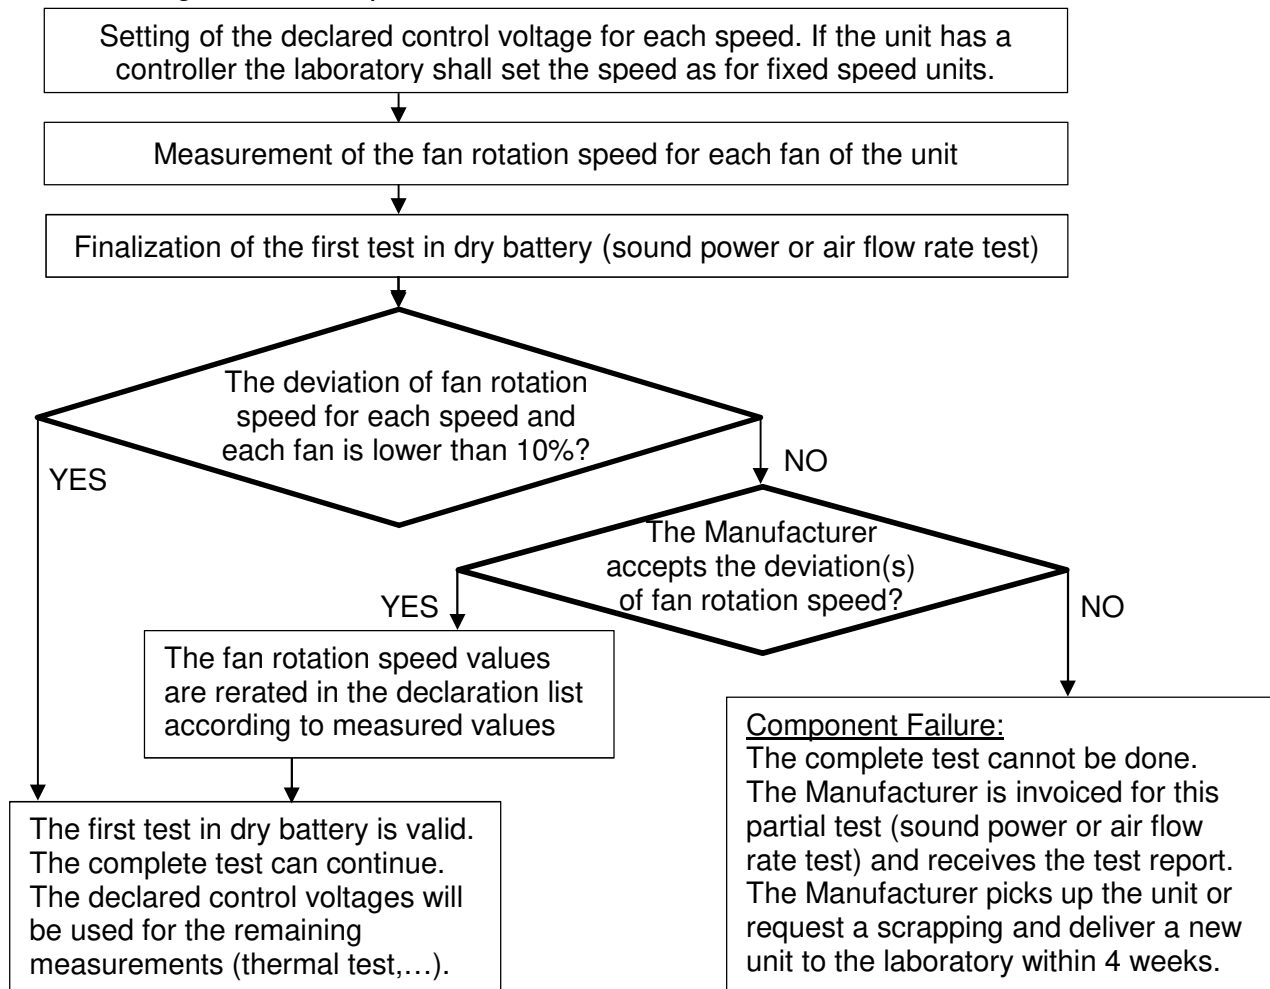 Setting of the declared control voltage for each speed. If the unit has a
controller the laboratory shall set the speed as for fixed speed units.
Measurement of the fan rotation speed for each fan of the unit
Finalization of the first test in dry battery (sound power or air flow rate test)
The deviation of fan rotation
speed for each speed and
each fan is lower than 10%?
YES
NO
The Manufacturer
accepts the deviation(s)
of fan rotation speed?
YES
NO
The fan rotation speed values
are rerated in the declaration list
according to measured values
Component Failure:
The complete test cannot be done.
The Manufacturer is invoiced for this
partial test (sound power or air flow
rate test) and receives the test report.
The Manufacturer picks up the unit or
request a scrapping and deliver a new
unit to the laboratory within 4 weeks.
The first test in dry battery is valid.
The complete test can continue.
The declared control voltages will
be used for the remaining
measurements (thermal test,…).